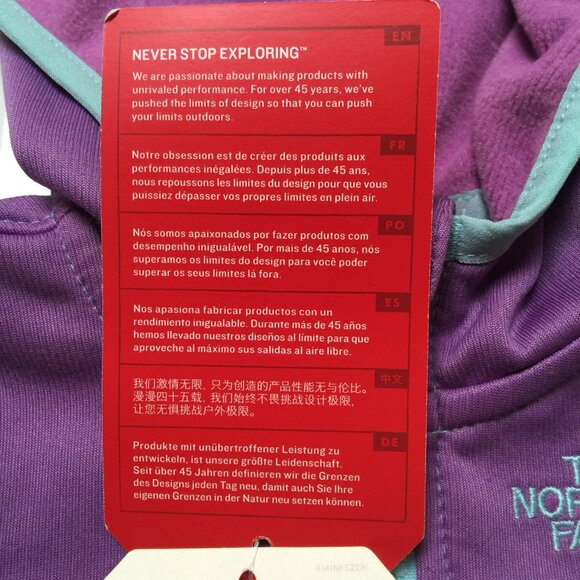 EN
NEVER STOP EXPLORING™
We are passionate about making products with
unrivaled performance. For over 45 years, we've
pushed the limits of design so that you can push
your limits outdoors.
FR
Notre obsession est de créer des produits aux
performances inégalées. Depuis plus de 45 ans,
nous repoussons les limites du design pour que vous
puissiez dépasser vos propres limites en plein air.
PO
Nós somos apaixonados por fazer produtos com
desempenho inigualável. Por mais de 45 anos, nós
superamos os limites do design para você poder
superar os seus limites lá fora.
ES
Nos apasiona fabricar productos con un
rendimiento inigualable. Durante más de 45 años
hemos llevado nuestros diseños al límite para que
aproveche al máximo sus salidas al aire libre.
中文
我们激情无限，只为创造的产品性能无与伦比。
漫漫四十五载，我们始终不畏挑战设计极限，
让您无惧挑战户外极限。
DE
Produkte mit unübertroffener Leistung zu
entwickeln, ist unsere größte Leidenschaft.
Seit über 45 Jahren definieren wir die Grenzen
des Designs jeden Tag neu, damit auch Sie Ihre
eigenen Grenzen in der Natur neu setzen können.
NOR
FA